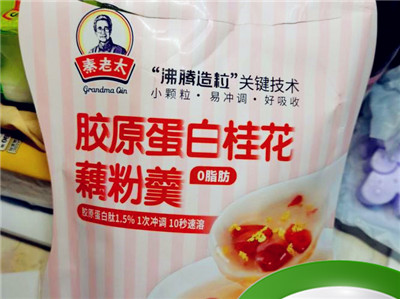 秦老太
Grandma Qin
“沸腾造粒”关键技术
小颗粒·易冲调·好吸收
胶原蛋白桂花
藕粉羹
0脂肪
胶原蛋白肽1.5% 1次冲调 10秒速溶